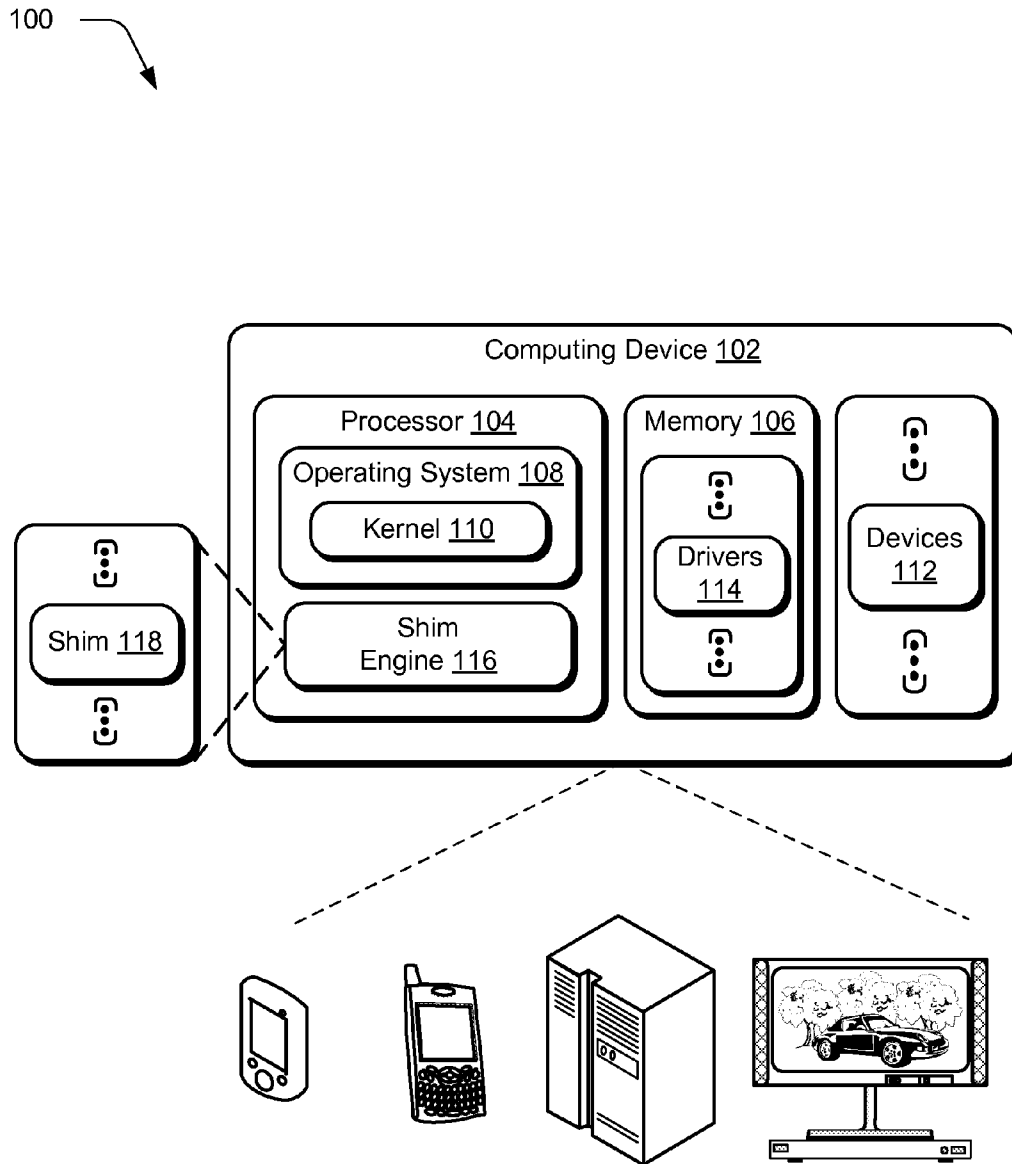 100
Computing Device 102
Processor 104
Memory 106
Operating System 108
Kernel 110
Devices
112
Drivers
114
Shim 118
Shim
Engine 116